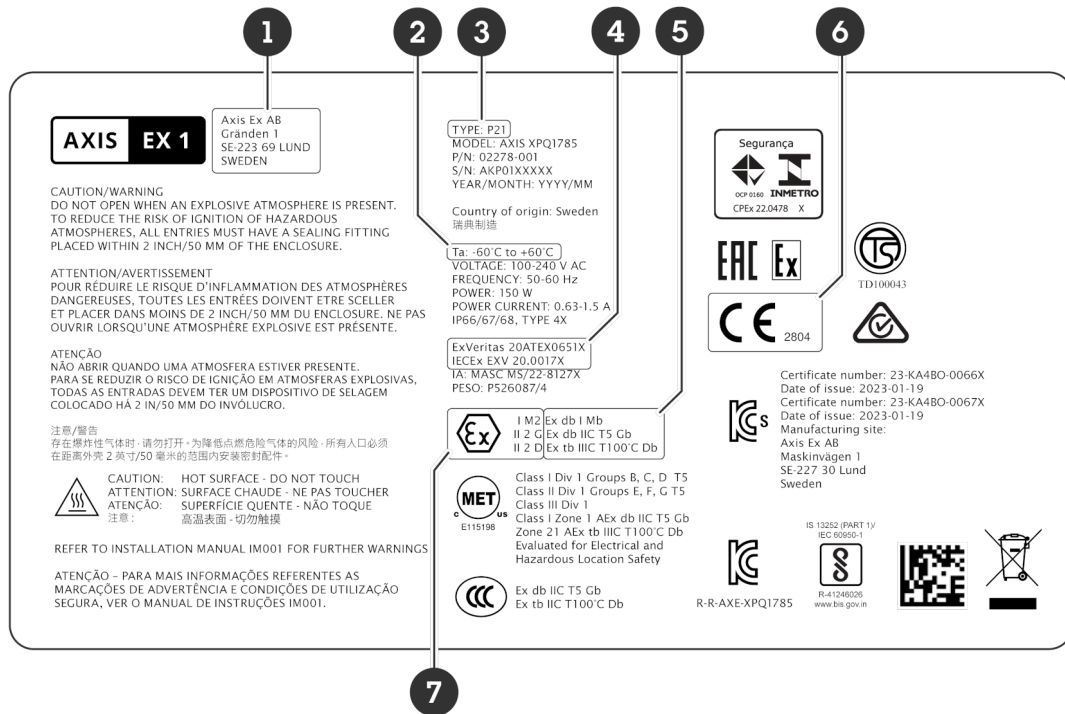 1
2
3
4
5
6
AXIS EX 1
Axis Ex AB
Gränden 1
SE-223 69 LUND
SWEDEN
CAUTION/WARNING
DO NOT OPEN WHEN AN EXPLOSIVE ATMOSPHERE IS PRESENT.
TO REDUCE THE RISK OF IGNITION OF HAZARDOUS
ATMOSPHERES, ALL ENTRIES MUST HAVE A SEALING FITTING
PLACED WITHIN 2 INCH/50 MM OF THE ENCLOSURE.
ATTENTION/AVERTISSEMENT
POUR RÉDUIRE LE RISQUE D'INFLAMMATION DES ATMOSPHÈRES
DANGEREUSES, TOUTES LES ENTRÉES DOIVENT ETRE SCELLER
ET PLACER DANS MOINS DE 2 INCH/50 MM DU ENCLOSURE. NE PAS
OUVRIR LORSQU'UNE ATMOSPHÈRE EXPLOSIVE EST PRÉSENTE.
ATENÇÃO
NÃO ABRIR QUANDO UMA ATMOSFERA ESTIVER PRESENTE.
PARA SE REDUZIR O RISCO DE IGNIÇÃO EM ATMOSFERAS EXPLOSIVAS,
TODAS AS ENTRADAS DEVEM TER UM DISPOSITIVO DE SELAGEM
COLOCADO HÁ 2 IN/50 MM DO INVÓLUCRO.
注意/警告
存在爆炸性气体时·请勿打开·为降低点燃危险气体的风险·所有入口必须
在距离外壳 2 英寸/50 毫米的范围内安装密封配件·
CAUTION: HOT SURFACE - DO NOT TOUCH
ATTENTION: SURFACE CHAUDE - NE PAS TOUCHER
ATENÇÃO: SUPERFÍCIE QUENTE - NÃO TOQUE
注意: 高温表面 - 切勿触摸
REFER TO INSTALLATION MANUAL IM001 FOR FURTHER WARNINGS
ATENÇÃO – PARA MAIS INFORMAÇÕES REFERENTES AS
MARCAÇÕES DE ADVERTÊNCIA E CONDIÇÕES DE UTILIZAÇÃO
SEGURA, VER O MANUAL DE INSTRUÇÕES IM001.
TYPE: P21
MODEL: AXIS XPQ1785
P/N: 02278-001
S/N: AKP01XXXXX
YEAR/MONTH: YYYY/MM
Country of origin: Sweden
瑞典制造
Ta: -60°C to +60°C
VOLTAGE: 100-240 V AC
FREQUENCY: 50-60 Hz
POWER: 150 W
POWER CURRENT: 0.63-1.5 A
IP66/67/68, TYPE 4X
ExVeritas 20ATEX0651X
IECEx EXV 20.0017X
IA: MASC MS/22-8127X
PESO: P526087/4
Ex
I M2 Ex db I Mb
II 2 G Ex db IIC T5 Gb
II 2 D Ex tb IIIC T100°C Db
c MET us
E115198
Class I Div 1 Groups B, C, D T5
Class II Div 1 Groups E, F, G T5
Class III Div 1
Class I Zone 1 AEx db IIC T5 Gb
Zone 21 AEx tb IIIC T100°C Db
Evaluated for Electrical and
Hazardous Location Safety
CCC
Ex db IIC T5 Gb
Ex tb IIIC T100°C Db
Segurança
OCP 0160 INMETRO
CPEx 22.0478 X
EAC Ex
TS
TD100043
CE 2804
KC s
Certificate number: 23-KA4BO-0066X
Date of issue: 2023-01-19
Certificate number: 23-KA4BO-0067X
Date of issue: 2023-01-19
Manufacturing site:
Axis Ex AB
Maskinvägen 1
SE-227 30 Lund
Sweden
KC
R-R-AXE-XPQ1785
IS 13252 (PART 1)/
IEC 60950-1
R-41246026
www.bis.gov.in
7